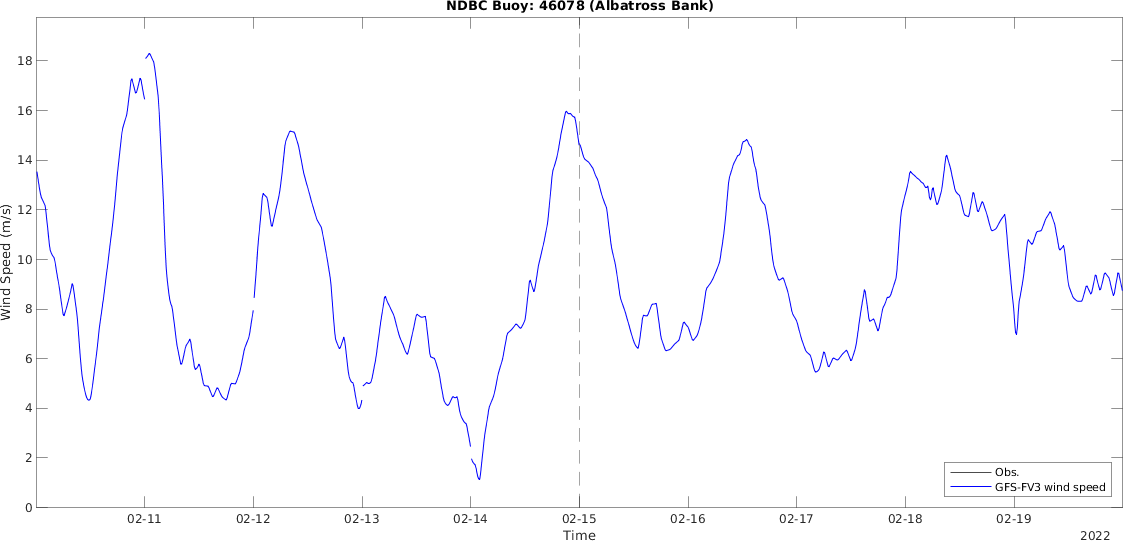 NDBC Buoy: 46078 (Albatross Bank)
Wind Speed (m/s)
18
16
14
12
10
8
6
4
2
0
02-11 02-12 02-13 02-14 02-15 02-16 02-17 02-18 02-19
Time
2022
Obs.
GFS-FV3 wind speed